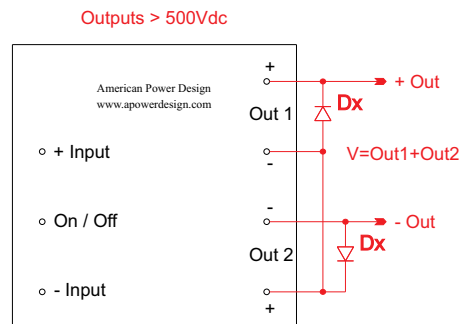 Outputs > 500Vdc
+
American Power Design
www.apowerdesign.com
+ Out
Dx
Out 1
+ Input
-
V=Out1+Out2
-
On / Off
- Out
Dx
Out 2
- Input
+